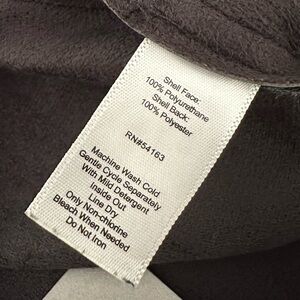 Shell Face:
100% Polyurethane
Shell Back:
100% Polyester
RN#54163
Machine Wash Cold
Gentle Cycle Separately
With Mild Detergent
Inside Out
Line Dry
Only Non-chlorine
Bleach When Needed
Do Not Iron